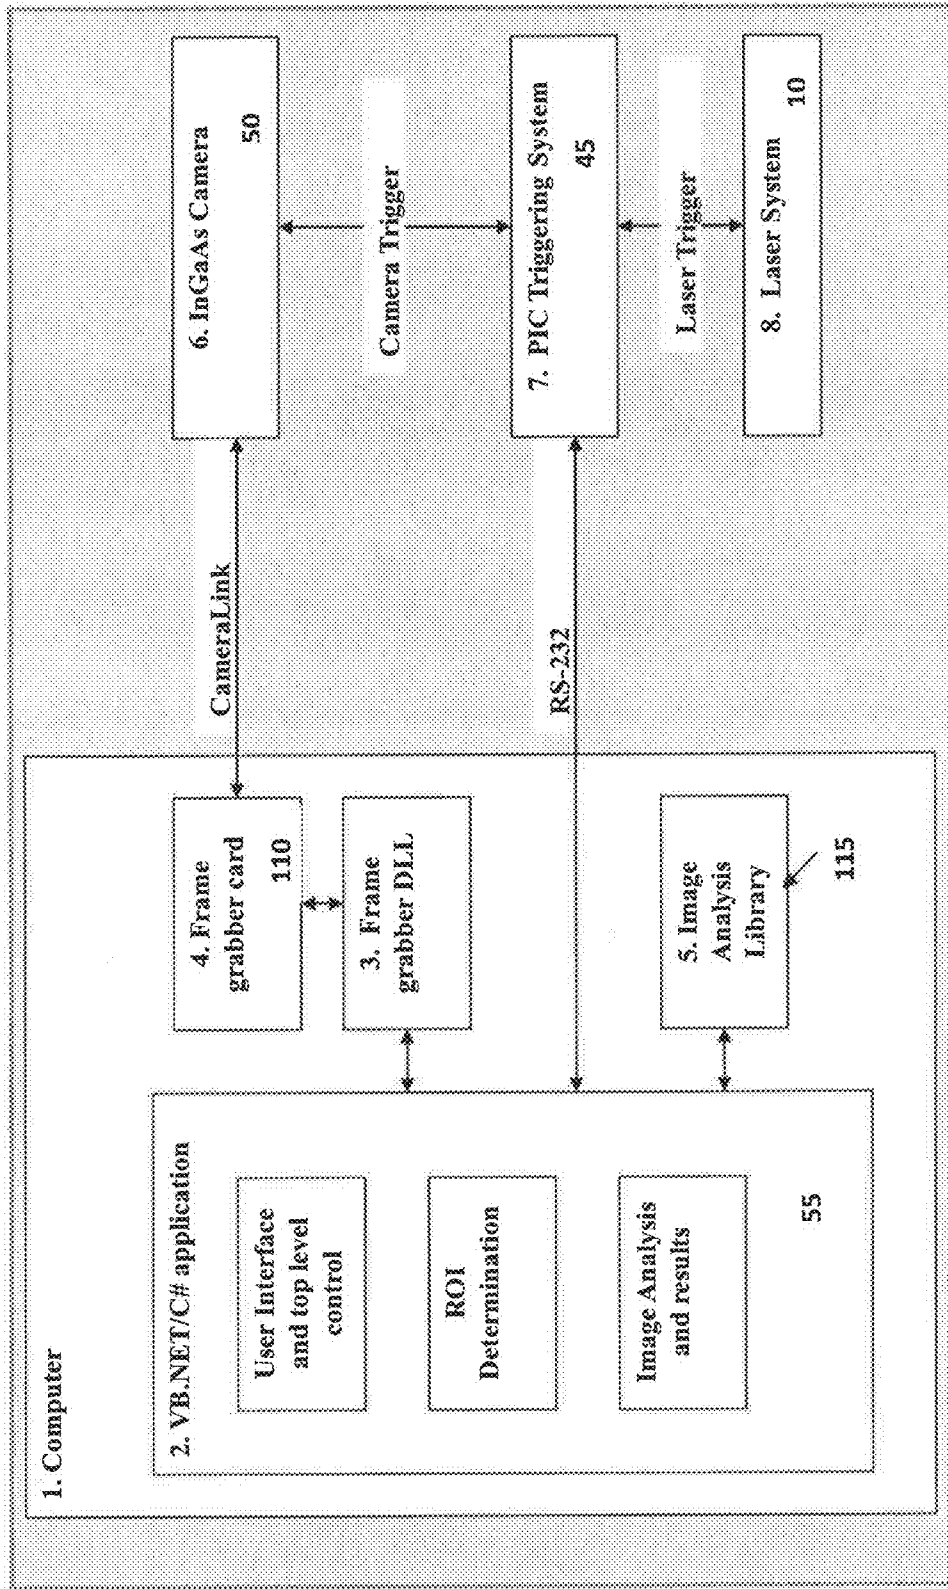 1. Computer
2. VB.NET/C# application
User Interface
and top level
control
ROI
Determination
Image Analysis
and results
55
4. Frame
grabber card
110
3. Frame
grabber DLL
5. Image
Analysis
Library
115
CameraLink
RS-232
6. InGaAs Camera
50
Camera Trigger
7. PIC Triggering System
45
Laser Trigger
8. Laser System
10